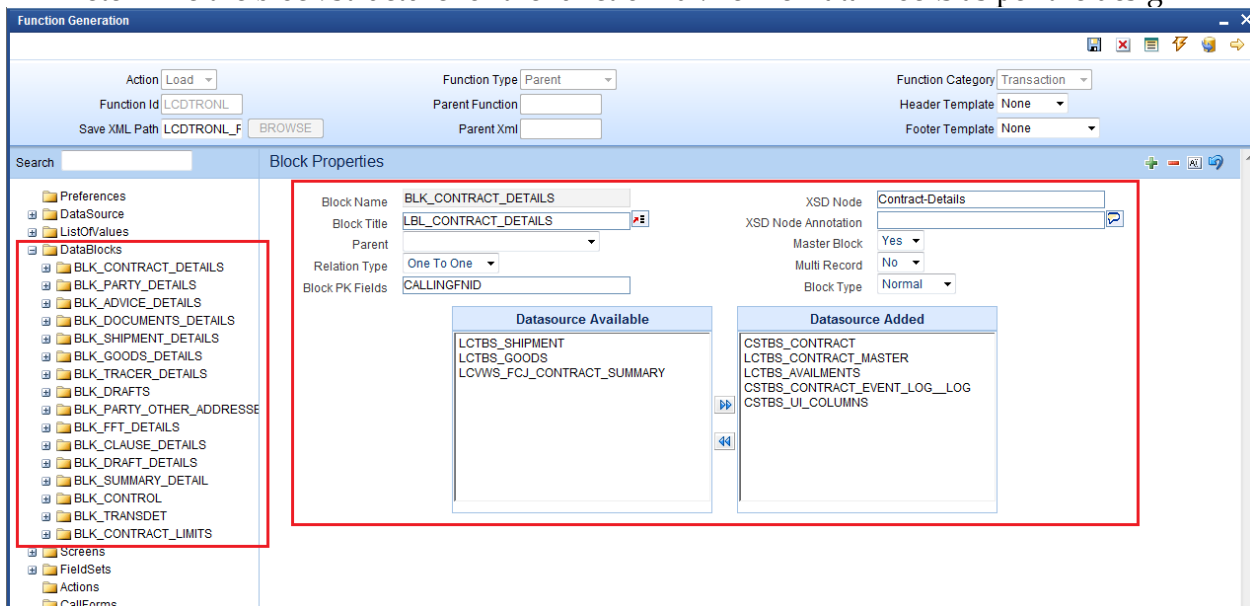 Function Generation
Action Load Function Type Parent Function Category Transaction
Function Id LCDTRONL Parent Function Header Template None
Save XML Path LCDTRONL_F BROWSE Parent Xml Footer Template None
Search Block Properties
Preferences
DataSource
ListOfValues
DataBlocks
BLK_CONTRACT_DETAILS
BLK_PARTY_DETAILS
BLK_ADVICE_DETAILS
BLK_DOCUMENTS_DETAILS
BLK_SHIPMENT_DETAILS
BLK_GOODS_DETAILS
BLK_TRACER_DETAILS
BLK_DRAFTS
BLK_PARTY_OTHER_ADDRESSE
BLK_FFT_DETAILS
BLK_CLAUSE_DETAILS
BLK_DRAFT_DETAILS
BLK_SUMMARY_DETAIL
BLK_CONTROL
BLK_TRANSDET
BLK_CONTRACT_LIMITS
Screens
FieldSets
Actions
CallForms
Block Name BLK_CONTRACT_DETAILS XSD Node Contract-Details
Block Title LBL_CONTRACT_DETAILS XSD Node Annotation
Parent Master Block Yes
Relation Type One To One Multi Record No
Block PK Fields CALLINGFNID Block Type Normal
Datasource Available
LCTBS_SHIPMENT
LCTBS_GOODS
LCVWS_FCJ_CONTRACT_SUMMARY
Datasource Added
CSTBS_CONTRACT
LCTBS_CONTRACT_MASTER
LCTBS_AVAILMENTS
CSTBS_CONTRACT_EVENT_LOG__LOG
CSTBS_UI_COLUMNS